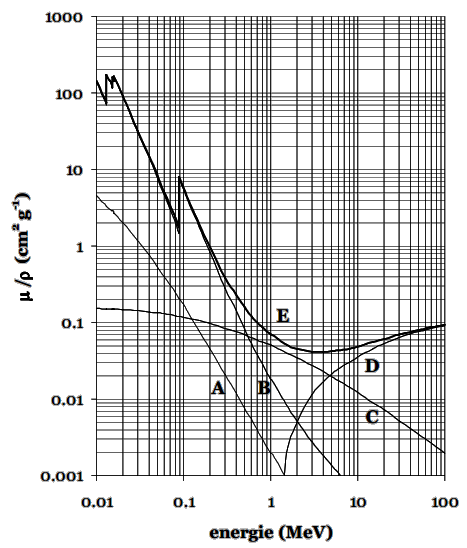 1000
100
10
1
0.1
0.01
0.001
μ/ρ (cm² g⁻¹)
E
D
A
B
C
0.01 0.1 1 10 100
energie (MeV)